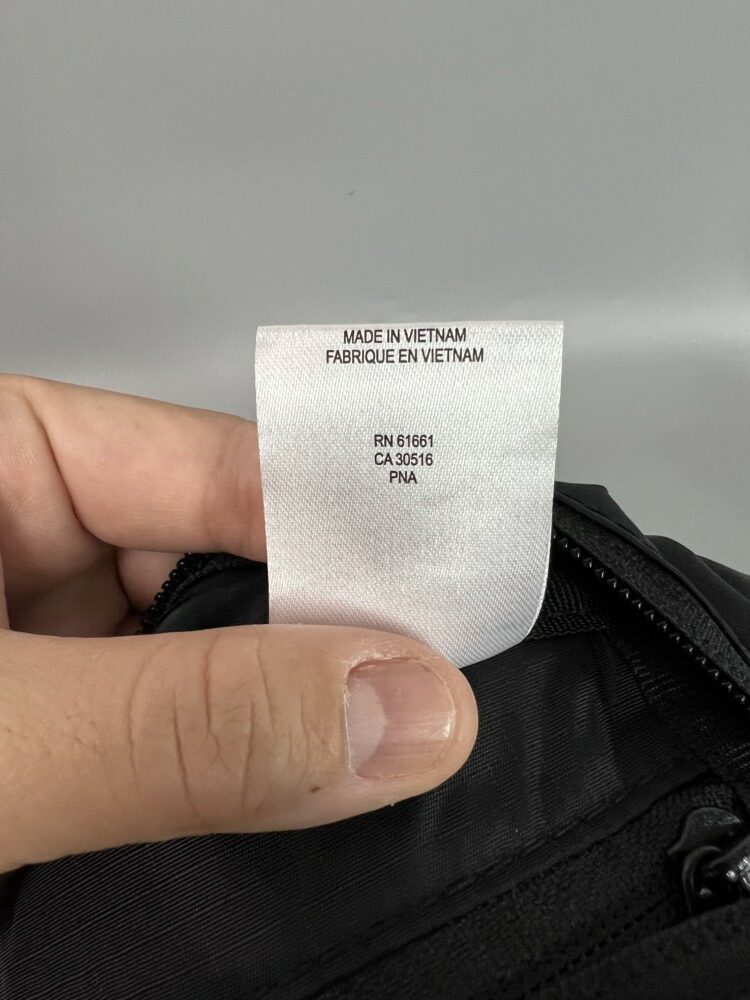 MADE IN VIETNAM
FABRIQUE EN VIETNAM
RN 61661
CA 30516
PNA